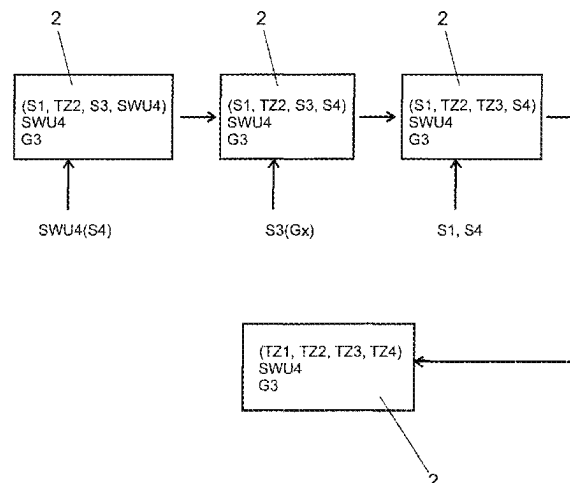 2
2
2
(S1, TZ2, S3, SWU4)
SWU4
G3
(S1, TZ2, S3, S4)
SWU4
G3
(S1, TZ2, TZ3, S4)
SWU4
G3
SWU4(S4)
S3(Gx)
S1, S4
(TZ1, TZ2, TZ3, TZ4)
SWU4
G3
2